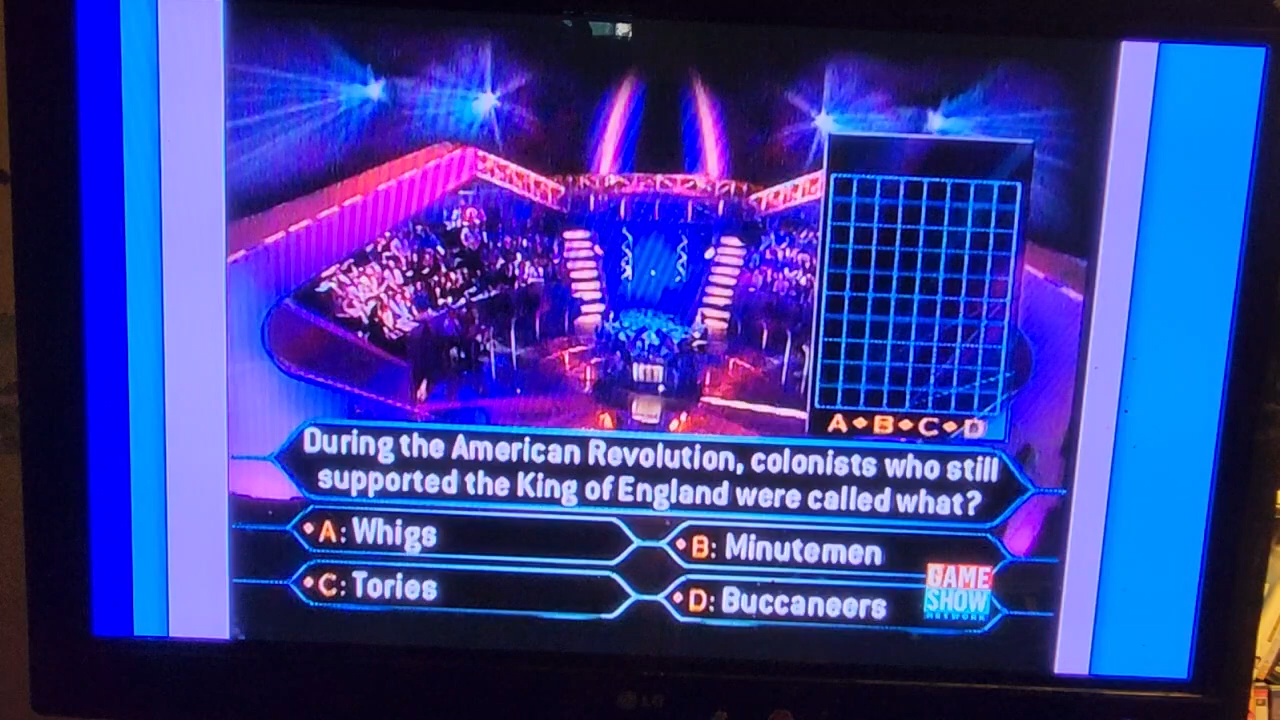 A◆B◆C◆D
During the American Revolution, colonists who still
supported the King of England were called what?
A: Whigs
B: Minutemen
C: Tories
D: Buccaneers
GAME
SHOW
NETWORK
LG